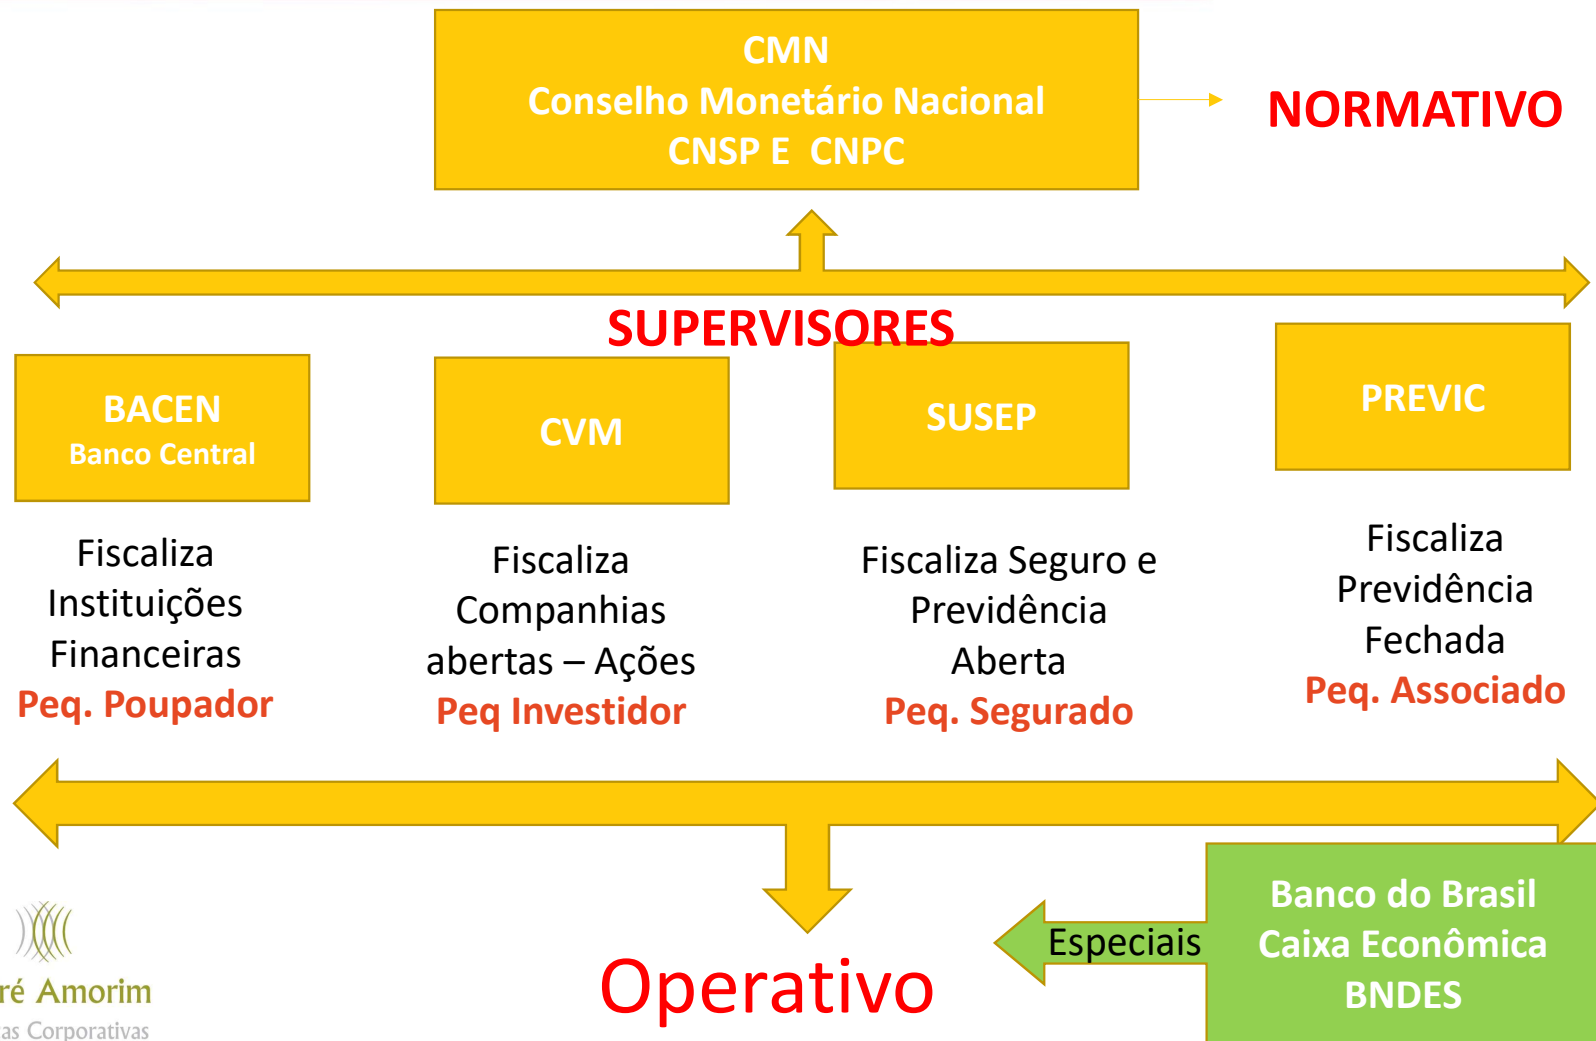 CMN
Conselho Monetário Nacional
CNSP E CNPC
NORMATIVO
SUPERVISORES
BACEN
Banco Central
CVM
SUSEP
PREVIC
Fiscaliza
Instituições
Financeiras
Peq. Poupador
Fiscaliza
Companhias
abertas – Ações
Peq Investidor
Fiscaliza Seguro e
Previdência
Aberta
Peq. Segurado
Fiscaliza
Previdência
Fechada
Peq. Associado
Especiais
Banco do Brasil
Caixa Econômica
BNDES
Operativo
ré Amorim
as Corporativas